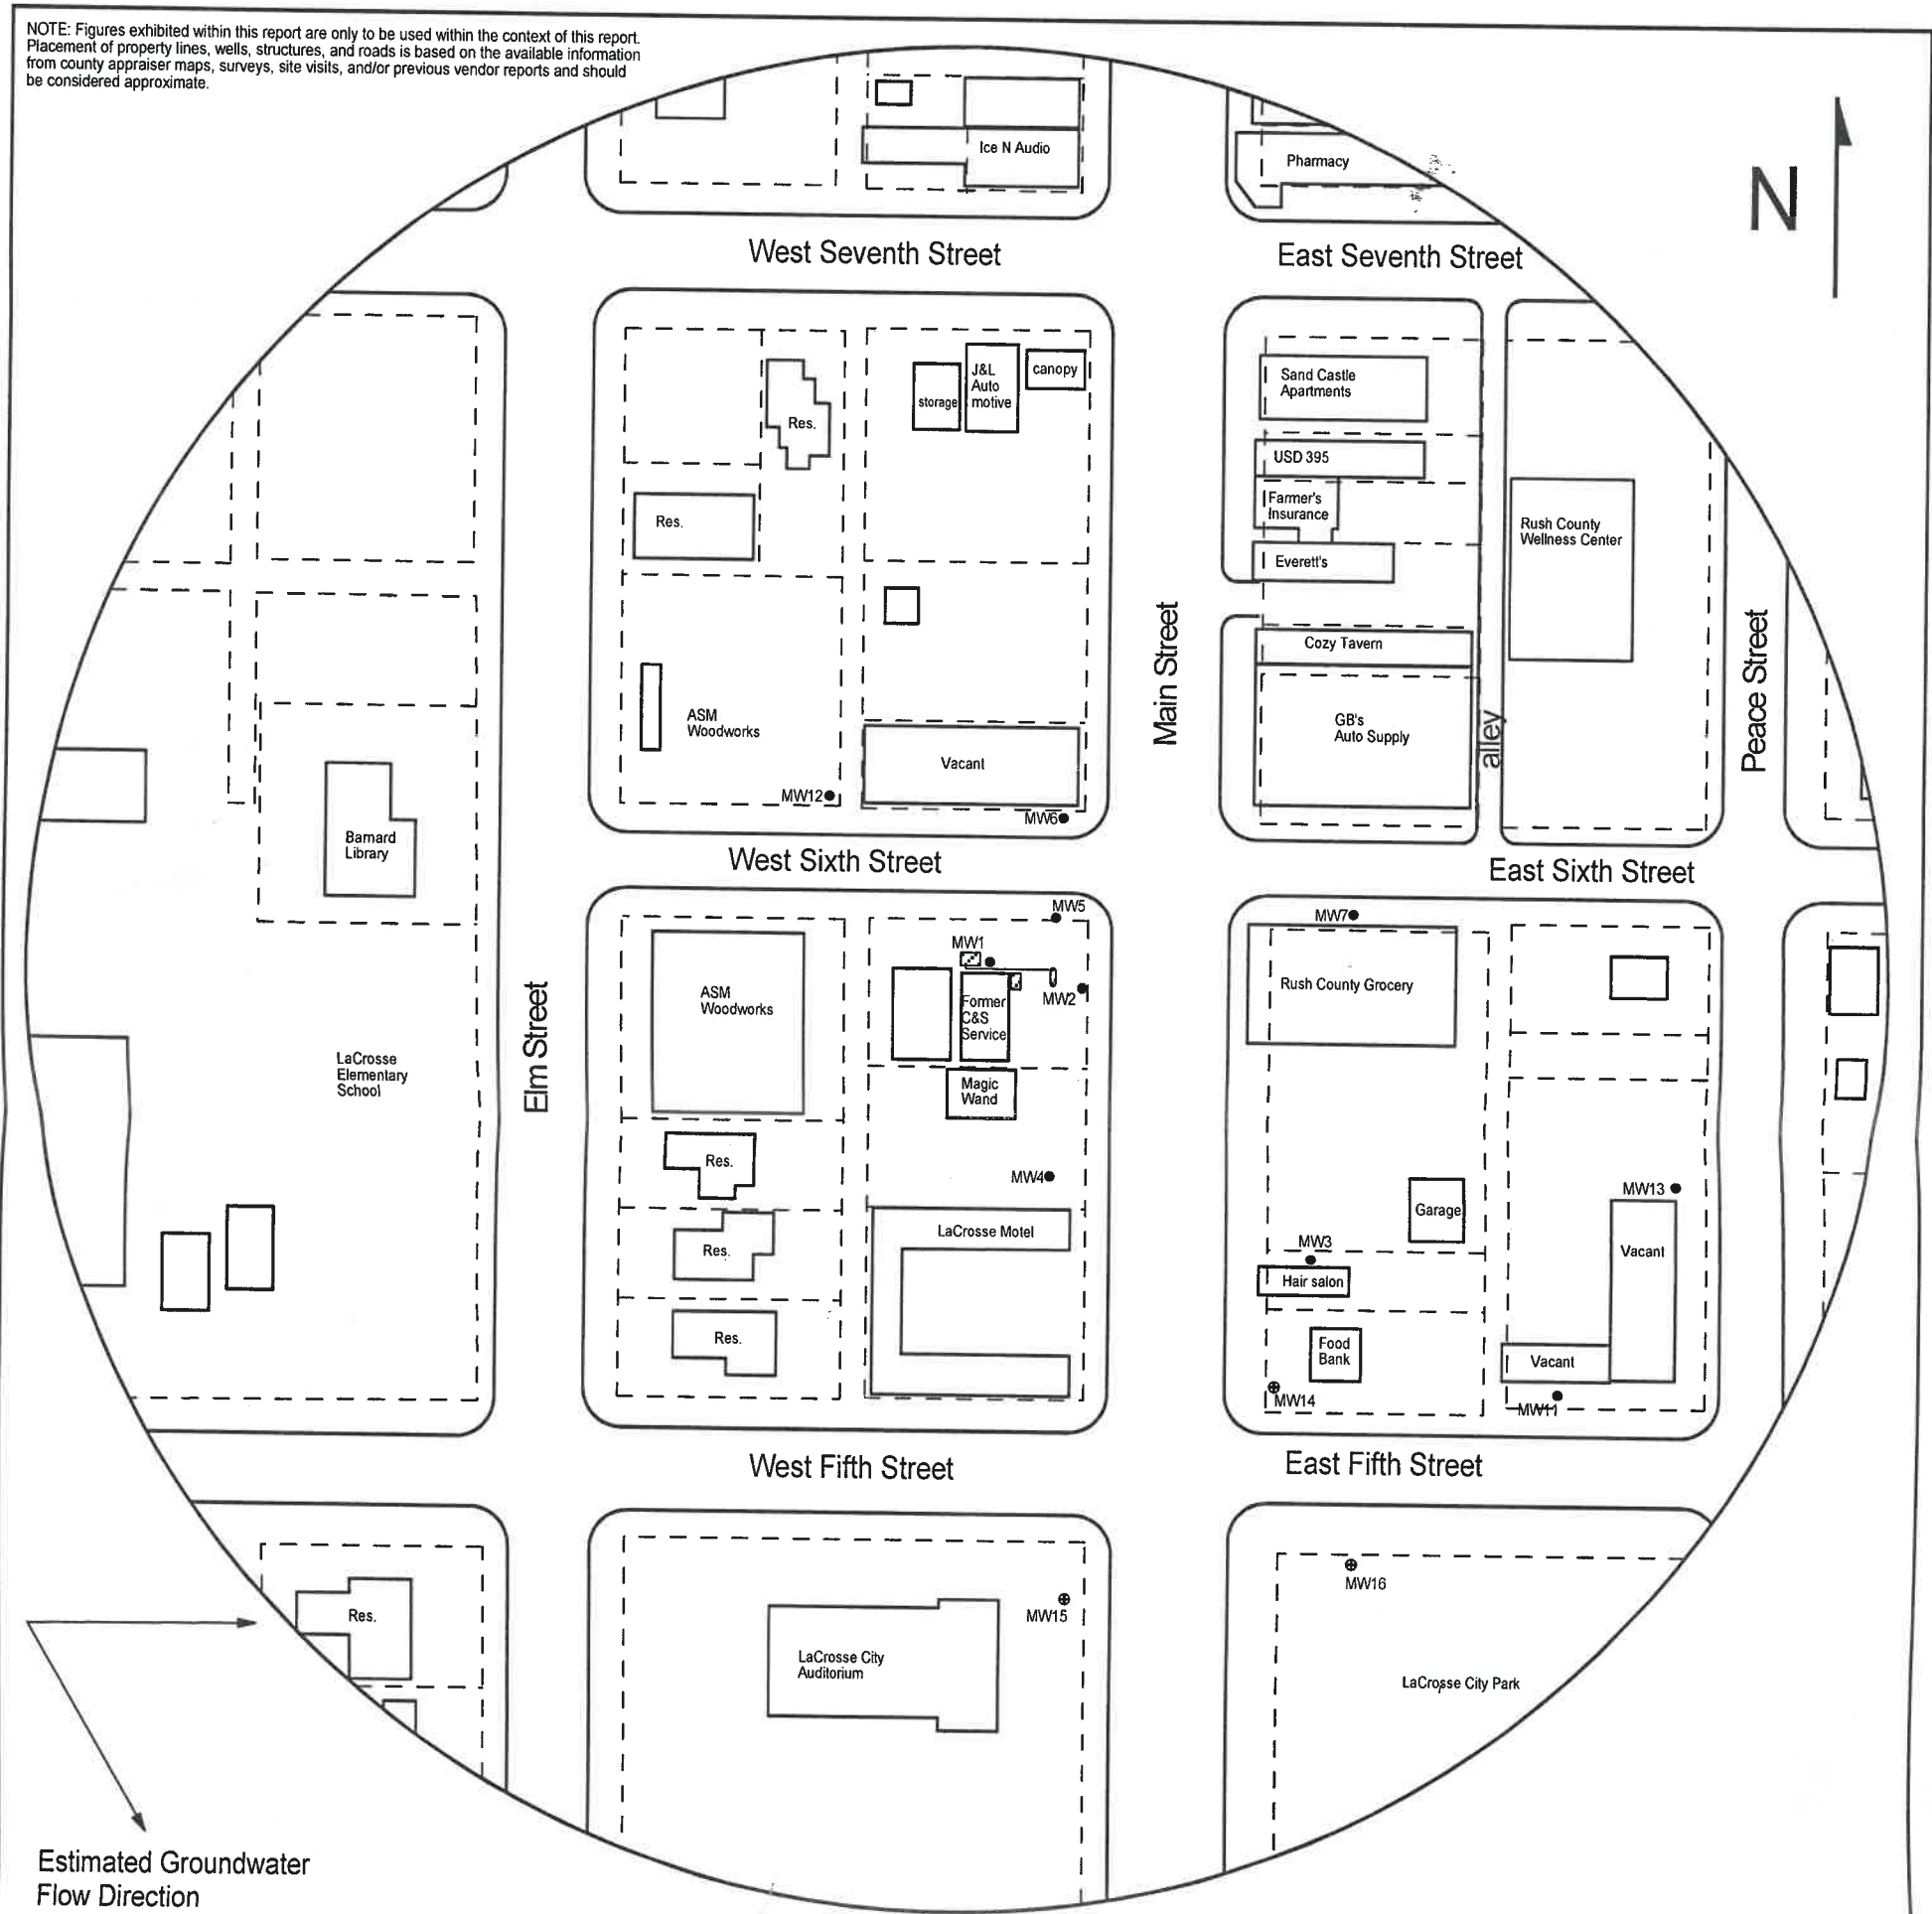 NOTE: Figures exhibited within this report are only to be used within the context of this report.
Placement of property lines, wells, structures, and roads is based on the available information
from county appraiser maps, surveys, site visits, and/or previous vendor reports and should
be considered approximate.
N
Ice N Audio
Pharmacy
West Seventh Street
East Seventh Street
storage
J&L
Auto
motive
canopy
Res.
Res.
Sand Castle
Apartments
USD 395
Farmer's
Insurance
Everett's
Rush County
Wellness Center
Cozy Tavern
GB's
Auto Supply
alley
Main Street
Peace Street
ASM
Woodworks
Vacant
MW12
MW6
Barnard
Library
West Sixth Street
East Sixth Street
MW5
MW7
MW1
MW2
ASM
Woodworks
Former
C&S
Service
Rush County Grocery
Elm Street
LaCrosse
Elementary
School
Magic
Wand
Res.
MW4
MW13
Garage
LaCrosse Motel
Res.
MW3
Vacant
Hair salon
Res.
Food
Bank
Vacant
MW14
MW11
West Fifth Street
East Fifth Street
MW16
MW15
Res.
LaCrosse City
Auditorium
LaCrosse City Park
Estimated Groundwater
Flow Direction